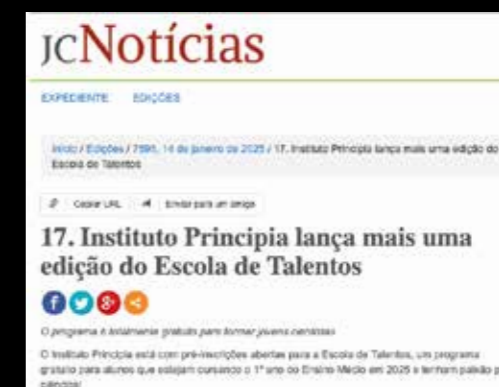 JCNotícias
EXPEDIENTE EDIÇÕES
Início / Edições / 7595, 14 de janeiro de 2025 / 17. Instituto Principia lança mais uma edição do
Escola de Talentos
Copiar URL Enviar para um amigo
17. Instituto Principia lança mais uma
edição do Escola de Talentos
O programa é totalmente gratuito para formar jovens cientistas
O Instituto Principia está com pré-inscrições abertas para a Escola de Talentos, um programa
gratuito para alunos que estejam cursando o 1º ano do Ensino Médio em 2025 e tenham paixão p
ciências!